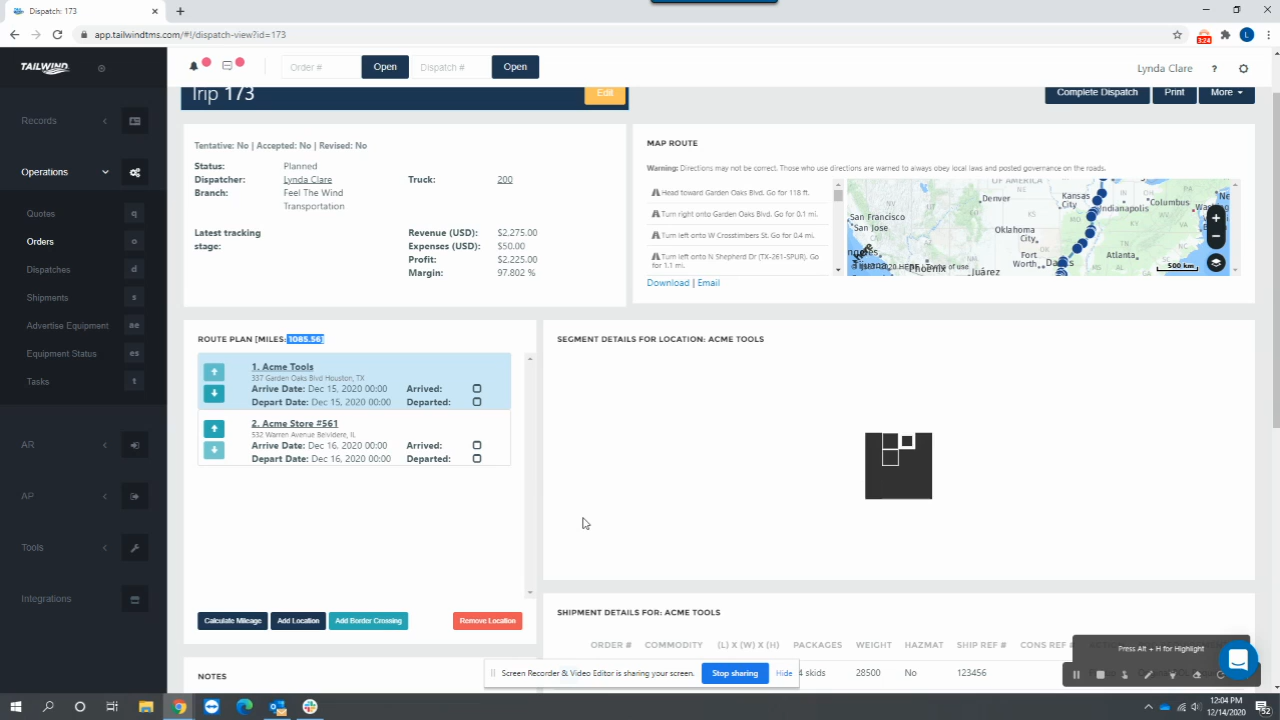 Dispatch: 173
app.tailwindtms.com/#!/dispatch-view?id=173
3:24
L
TAILWIND
Order #
Open
Dispatch #
Open
Lynda Clare
?
Trip 173
Edit
Complete Dispatch
Print
More
Records
Operations
Quotes
q
Orders
o
Dispatches
d
Shipments
s
Advertise Equipment
ae
Equipment Status
es
Tasks
t
AR
AP
Tools
Integrations
Tentative: No | Accepted: No | Revised: No
Status: Planned
Dispatcher: Lynda Clare
Truck: 200
Branch: Feel The Wind
Transportation
Latest tracking
stage:
Revenue (USD): $2,275.00
Expenses (USD): $50.00
Profit: $2,225.00
Margin: 97.802 %
MAP ROUTE
Warning: Directions may not be correct. Those who use directions are warned to always obey local laws and posted governance on the roads.
Head toward Garden Oaks Blvd. Go for 118 ft.
Turn right onto Garden Oaks Blvd. Go for 0.1 mi.
Turn left onto W Crosstimbers St. Go for 0.4 mi.
Turn left onto N Shepherd Dr (TX-261-SPUR). Go
for 1.1 mi.
OF AMERICA
NE
IA
San Francisco
San Jose
NV
UT
Denver
CO
KS
Kansas
City
Indianapolis
Columbus
Oklahoma
City
Fort
Worth
Dallas
Atlanta
Phoenix
Juárez
500 km
Download | Email
ROUTE PLAN [MILES: 1085.56]
1. Acme Tools
337 Garden Oaks Blvd Houston, TX
Arrive Date: Dec 15, 2020 00:00 Arrived:
Depart Date: Dec 15, 2020 00:00 Departed:
2. Acme Store #561
532 Warren Avenue Belvidere, IL
Arrive Date: Dec 16, 2020 00:00 Arrived:
Depart Date: Dec 16, 2020 00:00 Departed:
Calculate Mileage
Add Location
Add Border Crossing
Remove Location
SEGMENT DETAILS FOR LOCATION: ACME TOOLS
SHIPMENT DETAILS FOR: ACME TOOLS
ORDER # COMMODITY (L) X (W) X (H) PACKAGES WEIGHT HAZMAT SHIP REF # CONS REF #
4 skids 28500 No 123456
NOTES
Screen Recorder & Video Editor is sharing your screen.
Stop sharing
Hide
Press Alt + H for Highlight
12:04 PM
12/14/2020
52